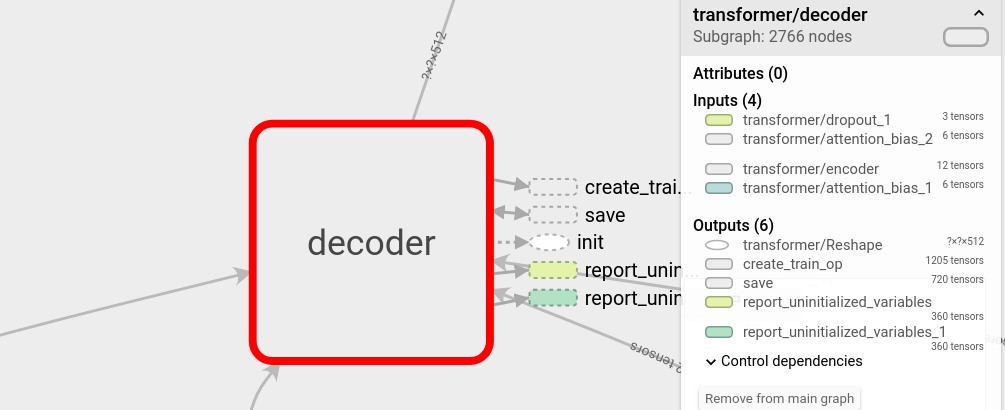 ?×?×512
decoder
create_trai...
save
init
report_unin...
report_unin
tensors
transformer/decoder
Subgraph: 2766 nodes
Attributes (0)
Inputs (4)
transformer/dropout_1 3 tensors
transformer/attention_bias_2 6 tensors
transformer/encoder 12 tensors
transformer/attention_bias_1 6 tensors
Outputs (6)
transformer/Reshape ?×?×512
create_train_op 1205 tensors
save 720 tensors
report_uninitialized_variables
360 tensors
report_uninitialized_variables_1
360 tensors
Control dependencies
Remove from main graph